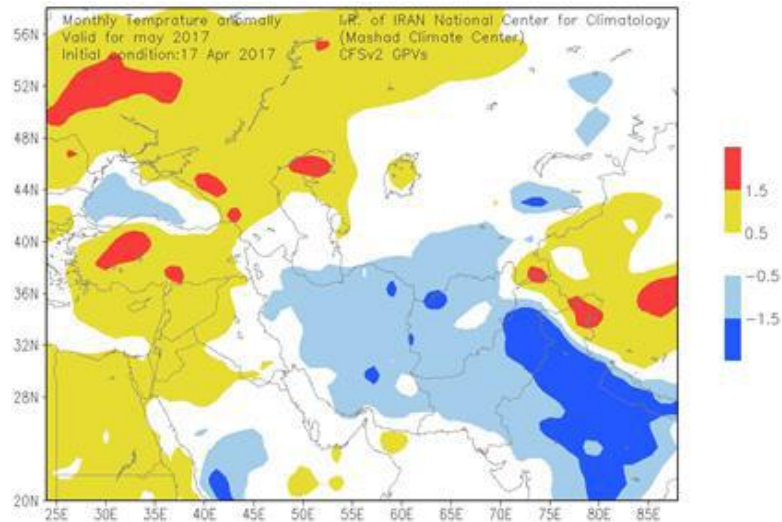 Monthly Temprature anomally
Valid for may 2017
Initial condition:17 Apr 2017
I.R. of IRAN National Center for Climatology
(Mashad Climate Center)
CFSv2 GPVs
56N
52N
48N
44N
40N
36N
32N
28N
20N
25E 30E 35E 40E 45E 50E 55E 60E 65E 70E 75E 80E 85E
1.5
0.5
-0.5
-1.5